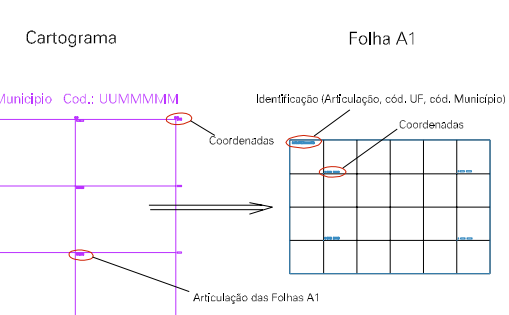 Cartograma
Folha A1
Município Cod.: UUMMMMM
Identificação (Articulação, cód. UF, cód. Município)
Coordenadas
Coordenadas
Articulação das Folhas A1